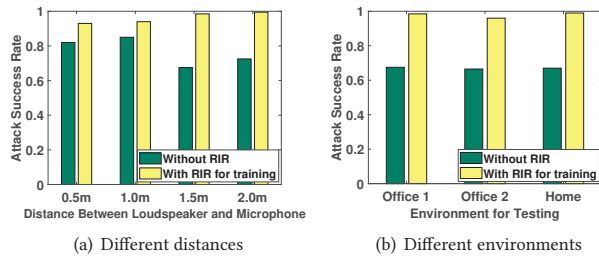 Attack Success Rate
1
0.8
0.6
0.4
0.2
0
Without RIR
With RIR for training
0.5m 1.0m 1.5m 2.0m
Distance Between Loudspeaker and Microphone
(a) Different distances
Attack Success Rate
1
0.8
0.6
0.4
0.2
0
Without RIR
With RIR for training
Office 1 Office 2 Home
Environment for Testing
(b) Different environments